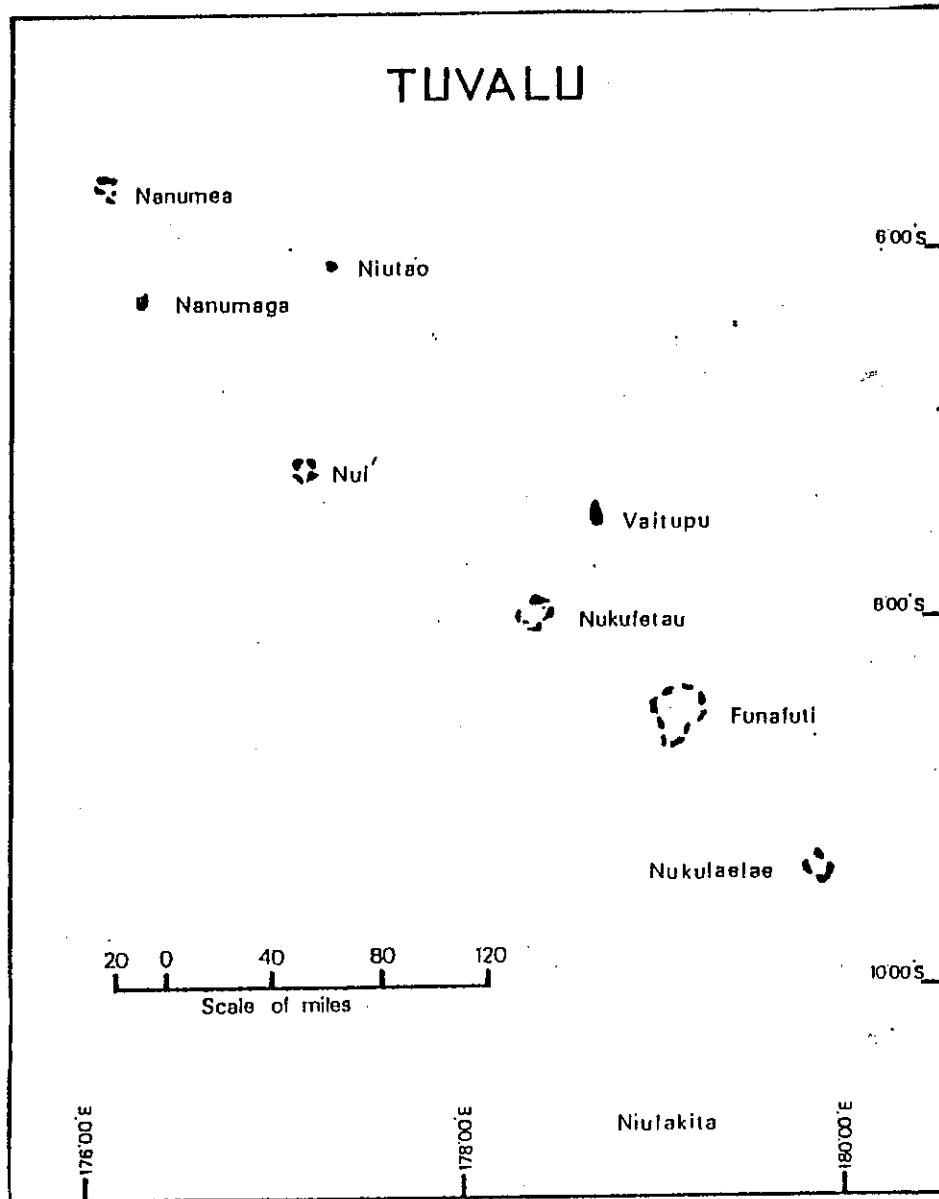 TUVALU
Nanumea
6°00'S
Niutao
Nanumaga
Nui
Vaitupu
8°00'S
Nukufetau
Funafuti
Nukulaelae
20 0 40 80 120
10°00'S
Scale of miles
Niulakita
176°00'E 178°00'E 180°00'E